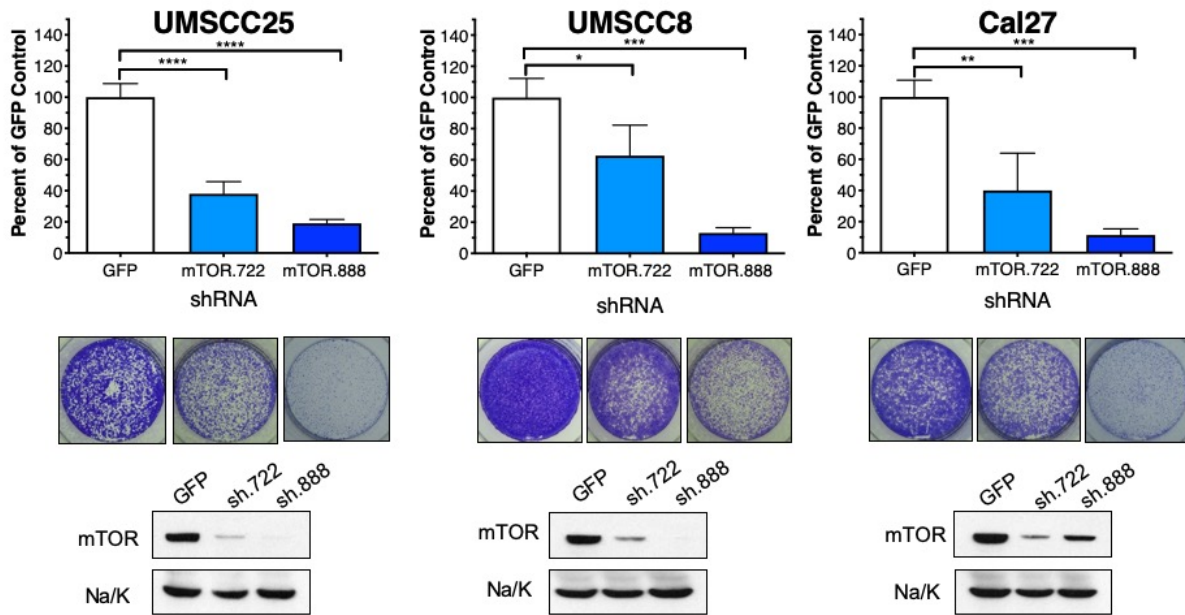 UMSCC25
Percent of GFP Control
140
120
100
80
60
40
20
0
****
****
GFP
mTOR.722
mTOR.888
shRNA
UMSCC8
Percent of GFP Control
140
120
100
80
60
40
20
0
***
*
GFP
mTOR.722
mTOR.888
shRNA
Cal27
Percent of GFP Control
140
120
100
80
60
40
20
0
***
**
GFP
mTOR.722
mTOR.888
shRNA
GFP
sh.722
sh.888
mTOR
Na/K
GFP
sh.722
sh.888
mTOR
Na/K
GFP
sh.722
sh.888
mTOR
Na/K